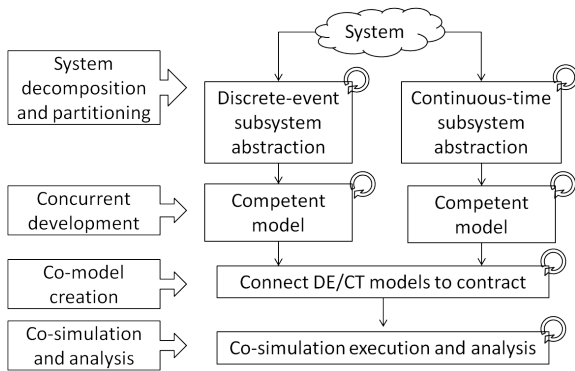 System
System
decomposition
and partitioning
Discrete-event
subsystem
abstraction
Continuous-time
subsystem
abstraction
Concurrent
development
Competent
model
Competent
model
Co-model
creation
Connect DE/CT models to contract
Co-simulation
and analysis
Co-simulation execution and analysis